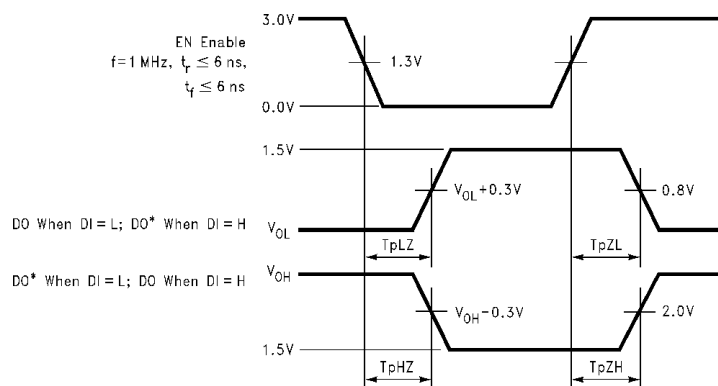 3.0V
EN Enable
f=1 MHz, tr ≤ 6 ns,
tf ≤ 6 ns
1.3V
0.0V
1.5V
VOL+0.3V
0.8V
DO When DI=L; DO* When DI=H
VOL
TpLZ
TpZL
VOH
DO* When DI=L; DO When DI=H
VOH−0.3V
2.0V
1.5V
TpHZ
TpZH